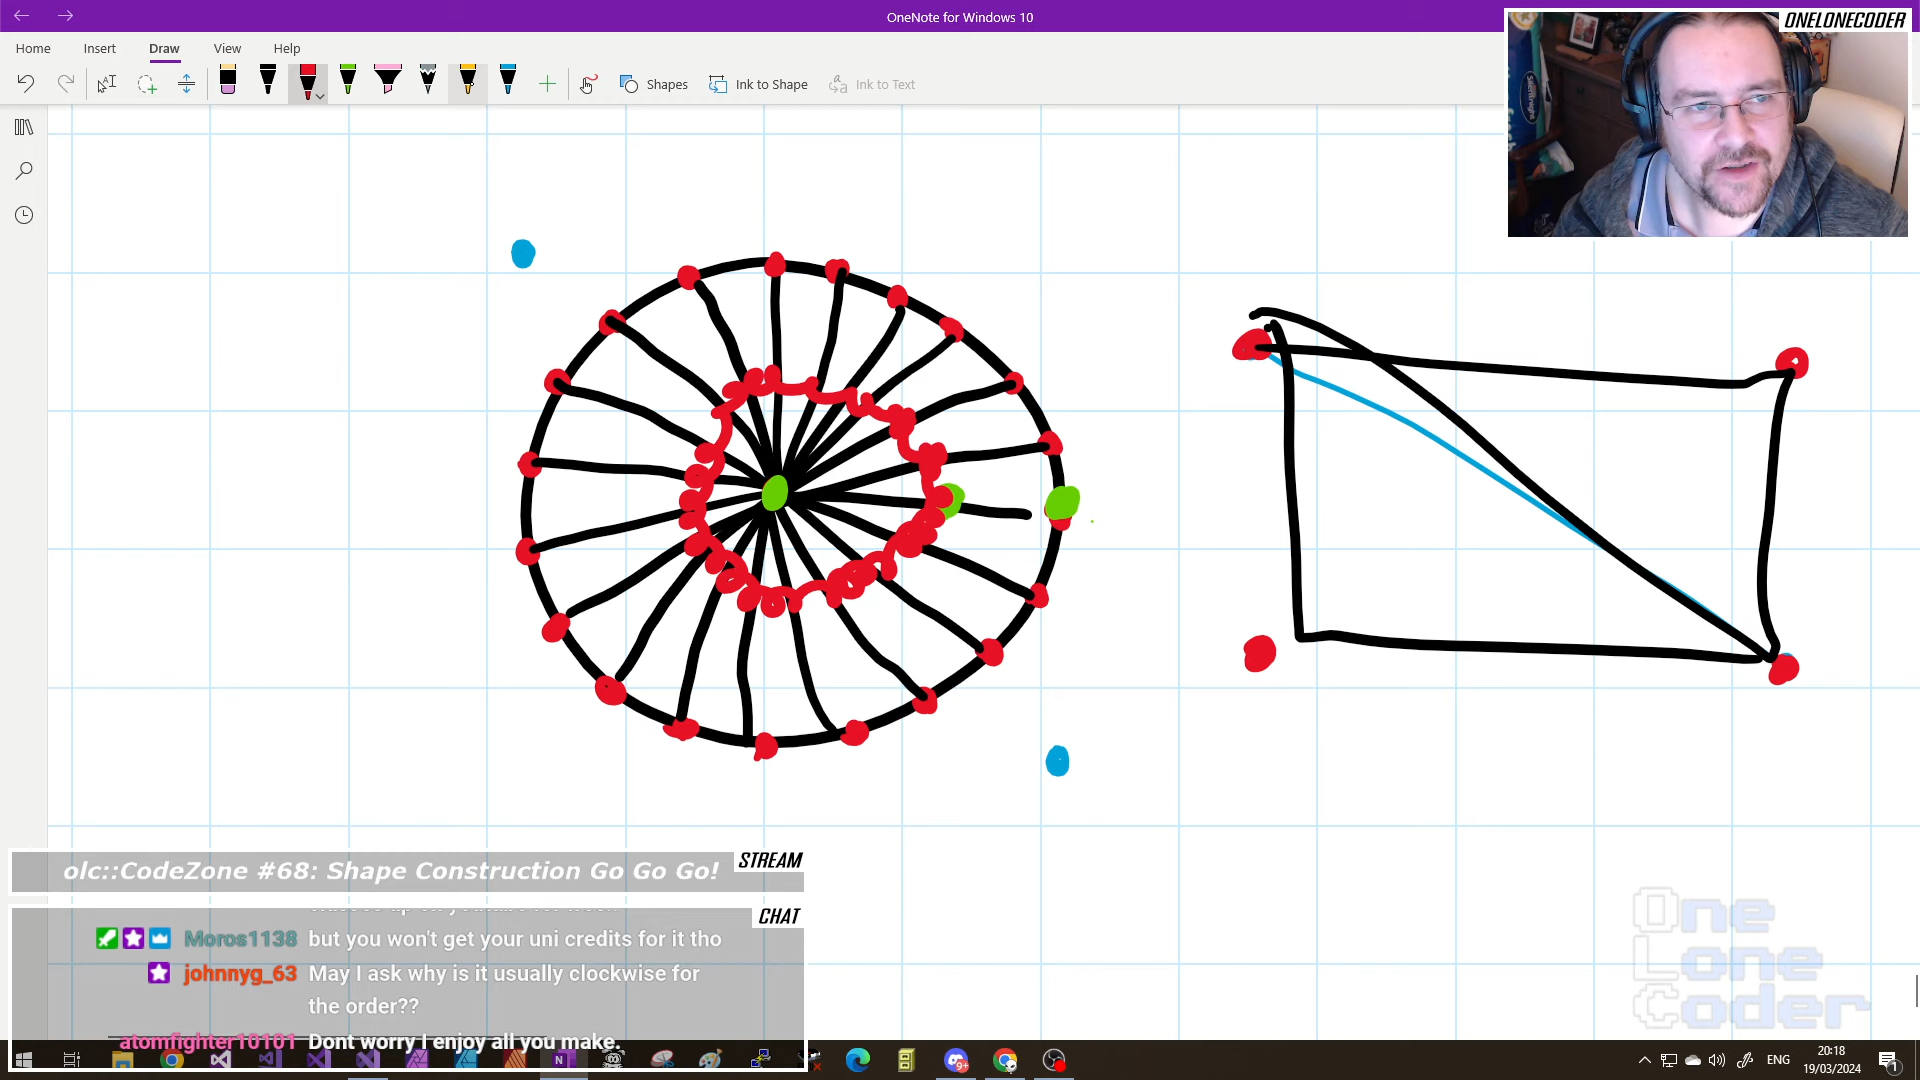 OneNote for Windows 10
ONELONECODER
Home Insert Draw View Help
Shapes Ink to Shape Ink to Text
olc::CodeZone #68: Shape Construction Go Go Go!
STREAM
CHAT
Moros1138 but you won't get your uni credits for it tho
johnnyg_63 May I ask why is it usually clockwise for
the order??
atomfighter10101 Dont worry I enjoy all you make.
One
Lone
Coder
ENG
20:18
19/03/2024